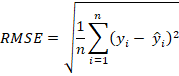 RMSE = √(1/n ∑_{i=1}^{n} (y_i − ŷ_i)²)